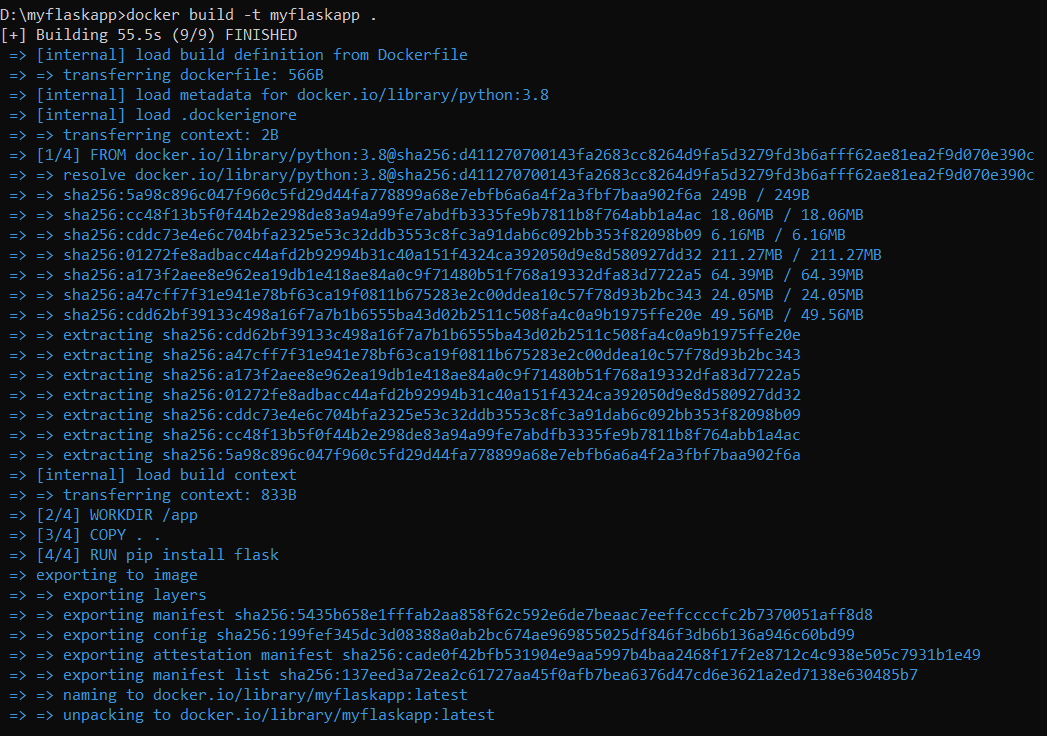 D:\myflaskapp>docker build -t myflaskapp .
[+] Building 55.5s (9/9) FINISHED
=> [internal] load build definition from Dockerfile
=> => transferring dockerfile: 566B
=> [internal] load metadata for docker.io/library/python:3.8
=> [internal] load .dockerignore
=> => transferring context: 2B
=> [1/4] FROM docker.io/library/python:3.8@sha256:d411270700143fa2683cc8264d9fa5d3279fd3b6afff62ae81ea2f9d070e390c
=> => resolve docker.io/library/python:3.8@sha256:d411270700143fa2683cc8264d9fa5d3279fd3b6afff62ae81ea2f9d070e390c
=> => sha256:5a98c896c047f960c5fd29d44fa778899a68e7ebfb6a6a4f2a3fbf7baa902f6a 249B / 249B
=> => sha256:cc48f13b5f0f44b2e298de83a94a99fe7abdfb3335fe9b7811b8f764abb1a4ac 18.06MB / 18.06MB
=> => sha256:cddc73e4e6c704bfa2325e53c32ddb3553c8fc3a91dab6c092bb353f82098b09 6.16MB / 6.16MB
=> => sha256:01272fe8adbacc44afd2b92994b31c40a151f4324ca392050d9e8d580927dd32 211.27MB / 211.27MB
=> => sha256:a173f2aee8e962ea19db1e418ae84a0c9f71480b51f768a19332dfa83d7722a5 64.39MB / 64.39MB
=> => sha256:a47cff7f31e941e78bf63ca19f0811b675283e2c00ddea10c57f78d93b2bc343 24.05MB / 24.05MB
=> => sha256:cdd62bf39133c498a16f7a7b1b6555ba43d02b2511c508fa4c0a9b1975ffe20e 49.56MB / 49.56MB
=> => extracting sha256:cdd62bf39133c498a16f7a7b1b6555ba43d02b2511c508fa4c0a9b1975ffe20e
=> => extracting sha256:a47cff7f31e941e78bf63ca19f0811b675283e2c00ddea10c57f78d93b2bc343
=> => extracting sha256:a173f2aee8e962ea19db1e418ae84a0c9f71480b51f768a19332dfa83d7722a5
=> => extracting sha256:01272fe8adbacc44afd2b92994b31c40a151f4324ca392050d9e8d580927dd32
=> => extracting sha256:cddc73e4e6c704bfa2325e53c32ddb3553c8fc3a91dab6c092bb353f82098b09
=> => extracting sha256:cc48f13b5f0f44b2e298de83a94a99fe7abdfb3335fe9b7811b8f764abb1a4ac
=> => extracting sha256:5a98c896c047f960c5fd29d44fa778899a68e7ebfb6a6a4f2a3fbf7baa902f6a
=> [internal] load build context
=> => transferring context: 833B
=> [2/4] WORKDIR /app
=> [3/4] COPY . .
=> [4/4] RUN pip install flask
=> exporting to image
=> => exporting layers
=> => exporting manifest sha256:5435b658e1fffab2aa858f62c592e6de7beaac7eeffccccfc2b7370051aff8d8
=> => exporting config sha256:199fef345dc3d08388a0ab2bc674ae969855025df846f3db6b136a946c60bd99
=> => exporting attestation manifest sha256:cade0f42bfb531904e9aa5997b4baa2468f17f2e8712c4c938e505c7931b1e49
=> => exporting manifest list sha256:137eed3a72ea2c61727aa45f0afb7bea6376d47cd6e3621a2ed7138e630485b7
=> => naming to docker.io/library/myflaskapp:latest
=> => unpacking to docker.io/library/myflaskapp:latest